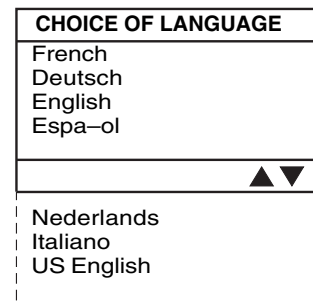 CHOICE OF LANGUAGE
French
Deutsch
English
Espa–ol
Nederlands
Italiano
US English